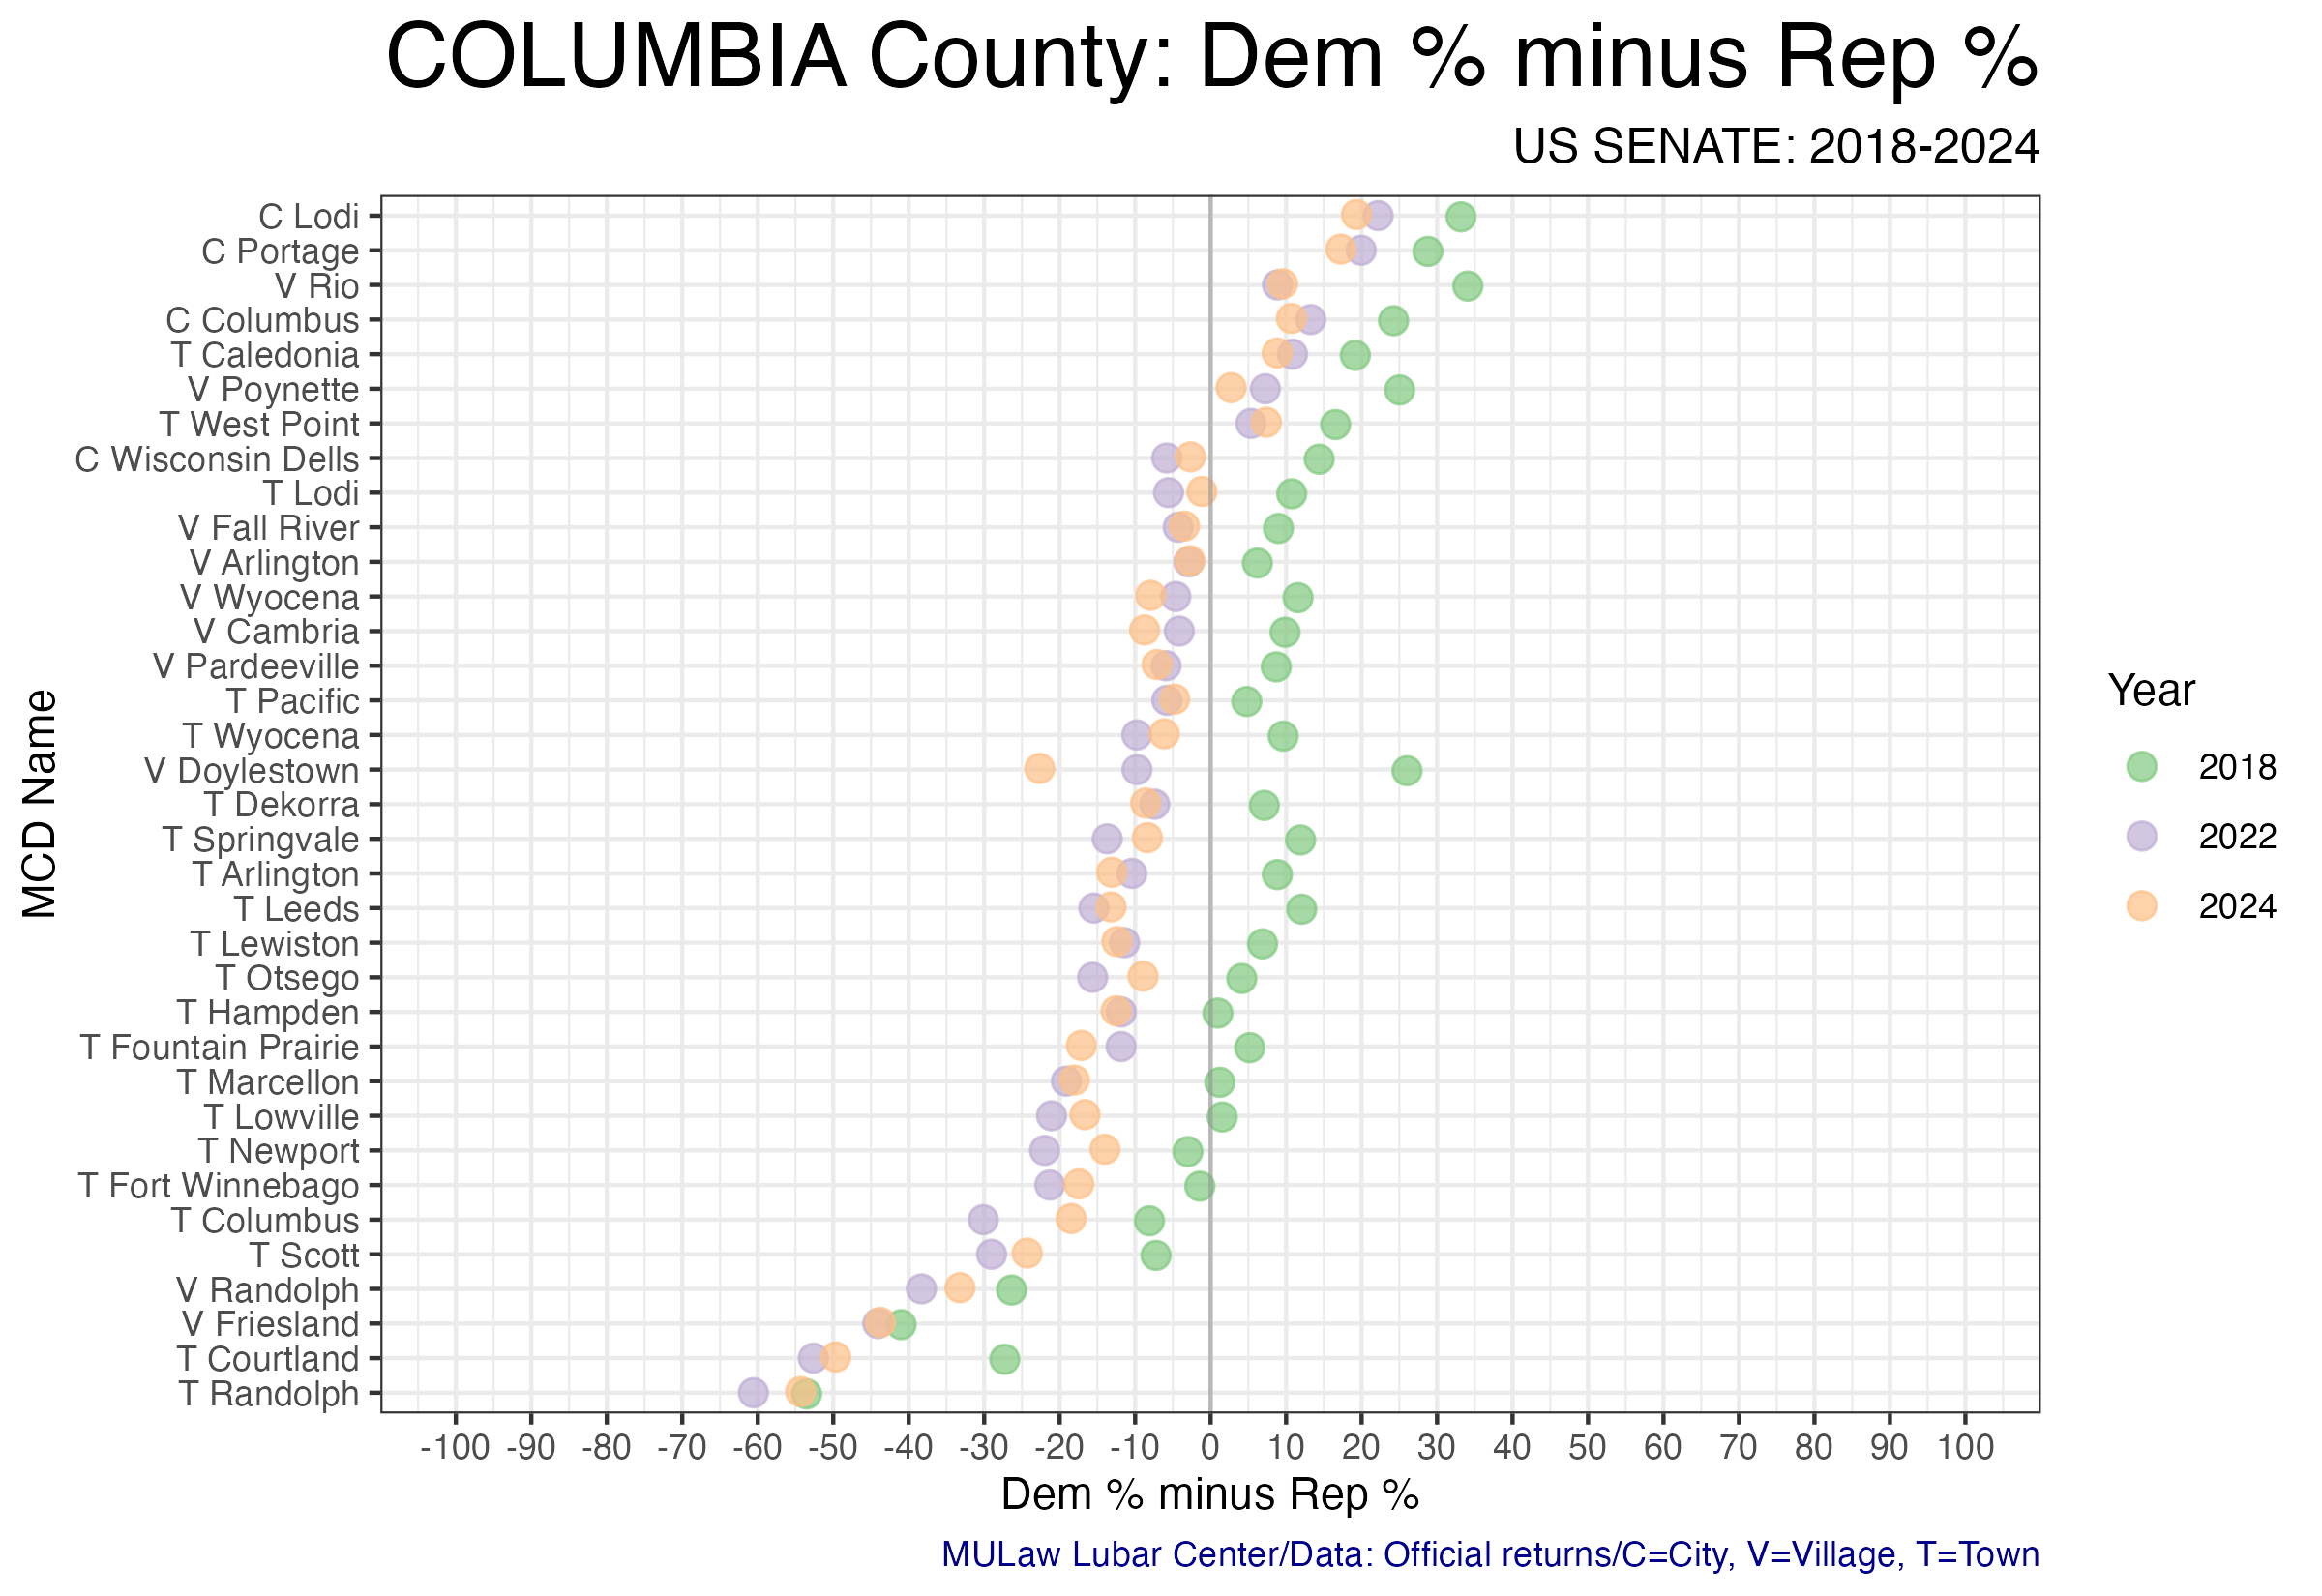 COLUMBIA County: Dem % minus Rep %
US SENATE: 2018-2024
C Lodi
C Portage
V Rio
C Columbus
T Caledonia
V Poynette
T West Point
C Wisconsin Dells
T Lodi
V Fall River
V Arlington
V Wyocena
V Cambria
V Pardeeville
T Pacific
T Wyocena
V Doylestown
T Dekorra
T Springvale
T Arlington
T Leeds
T Lewiston
T Otsego
T Hampden
T Fountain Prairie
T Marcellon
T Lowville
T Newport
T Fort Winnebago
T Columbus
T Scott
V Randolph
V Friesland
T Courtland
T Randolph
MCD Name
-100 -90 -80 -70 -60 -50 -40 -30 -20 -10 0 10 20 30 40 50 60 70 80 90 100
Dem % minus Rep %
Year
2018
2022
2024
MULaw Lubar Center/Data: Official returns/C=City, V=Village, T=Town